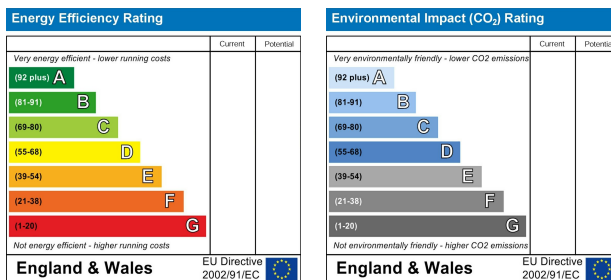 Energy Efficiency Rating
Current Potential
Very energy efficient - lower running costs
(92 plus) A
(81-91) B
(69-80) C
(55-68) D
(39-54) E
(21-38) F
(1-20) G
Not energy efficient - higher running costs
England & Wales
EU Directive
2002/91/EC
Environmental Impact (CO₂) Rating
Current Potential
Very environmentally friendly - lower CO2 emissions
(92 plus) A
(81-91) B
(69-80) C
(55-68) D
(39-54) E
(21-38) F
(1-20) G
Not environmentally friendly - higher CO2 emissions
England & Wales
EU Directive
2002/91/EC